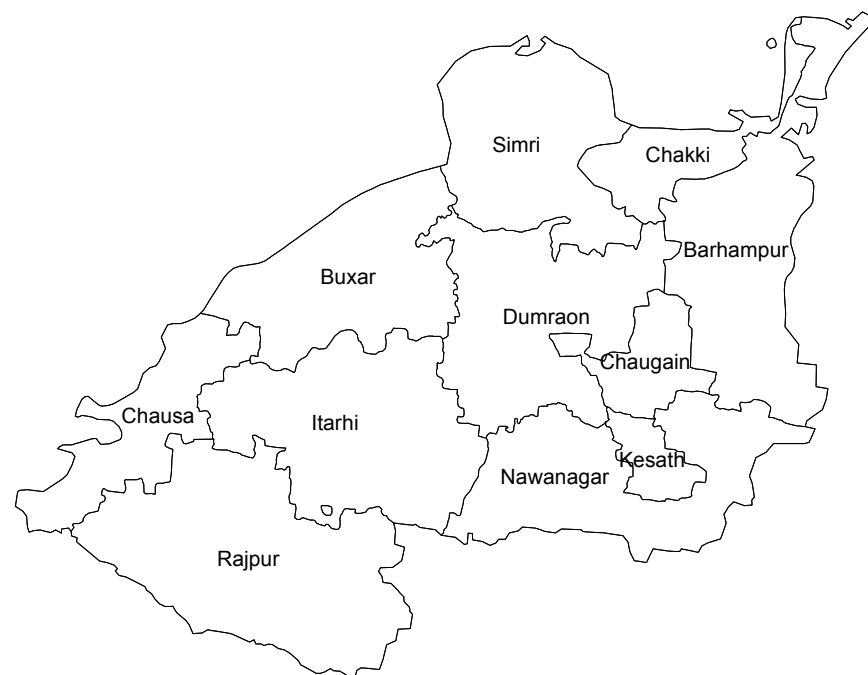 Simri
Chakki
Barhampur
Buxar
Dumraon
Chaugain
Chausa
Itarhi
Kesath
Nawanagar
Rajpur